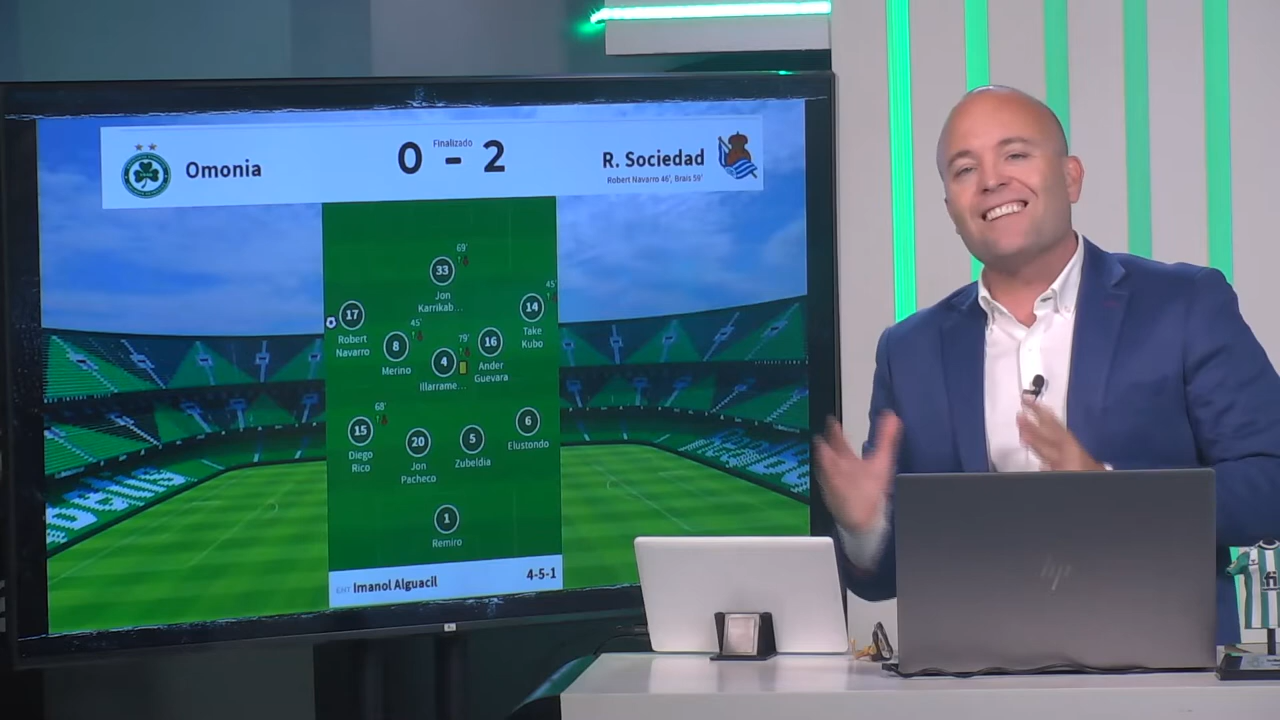 Omonia
0 - 2
Finalizado
R. Sociedad
Robert Navarro 46', Brais 59'
69'
33
Jon
Karrikab...
17
Robert
Navarro
45'
8
Merino
79'
4
Illarrame...
16
Ander
Guevara
45'
14
Take
Kubo
68'
15
Diego
Rico
20
Jon
Pacheco
5
Zubeldia
6
Elustondo
1
Remiro
ENT Imanol Alguacil
4-5-1
hp